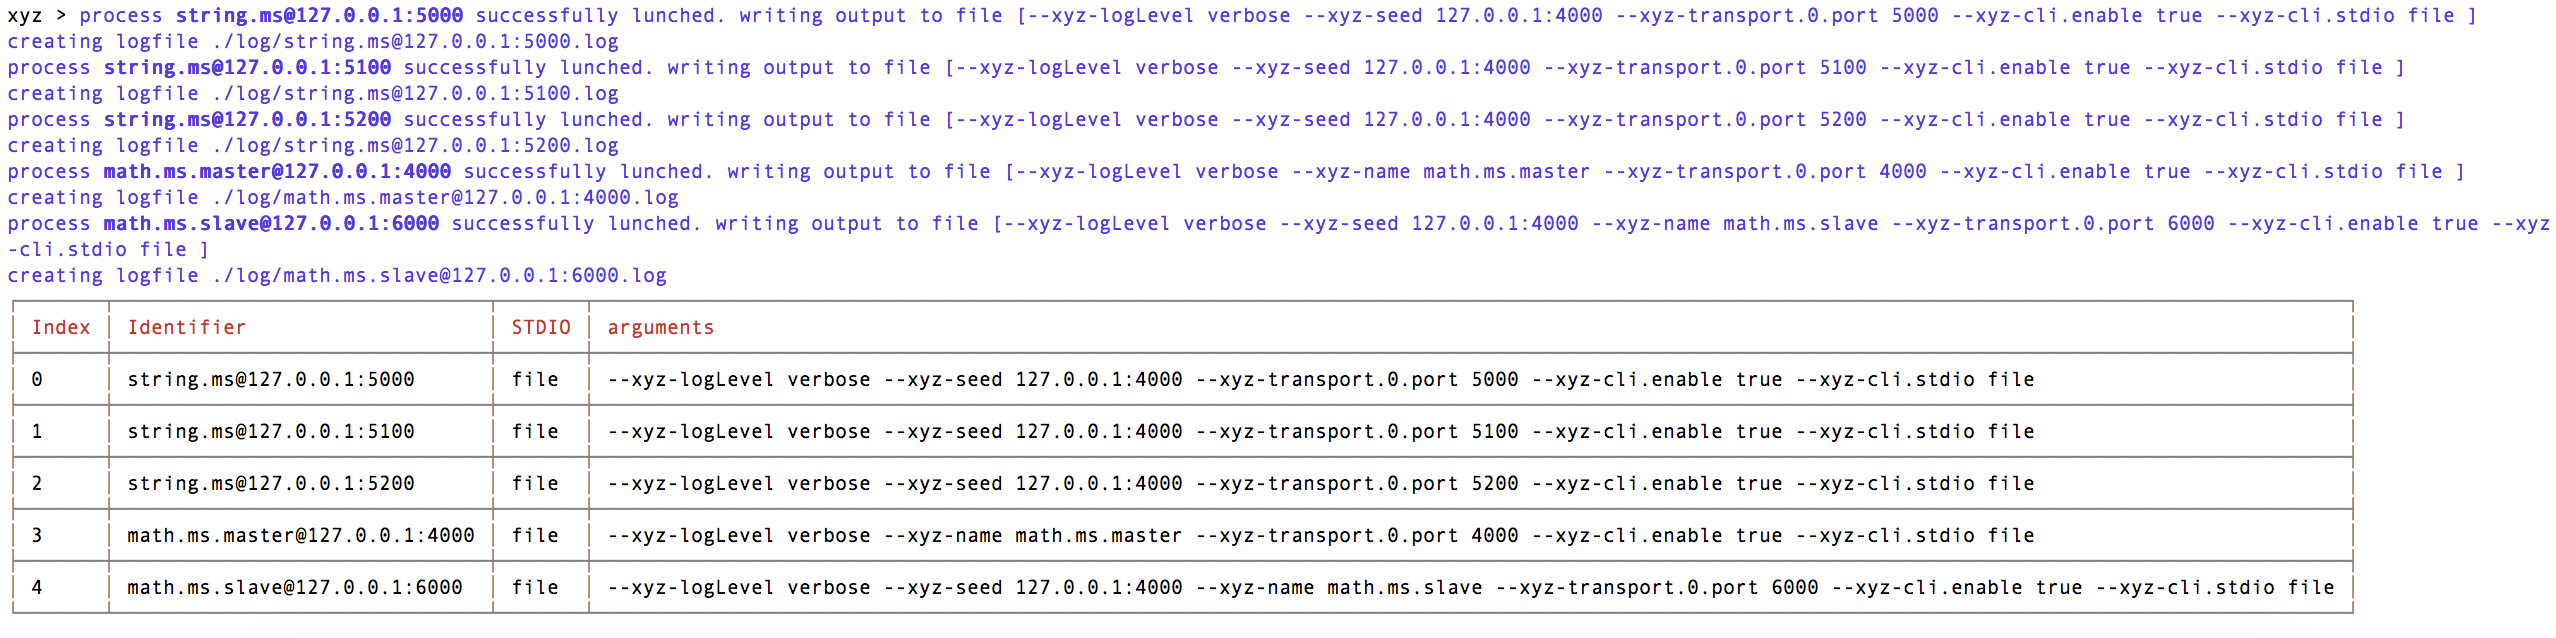 xyz > process string.ms@127.0.0.1:5000 successfully lunched. writing output to file [--xyz-logLevel verbose --xyz-seed 127.0.0.1:4000 --xyz-transport.0.port 5000 --xyz-cli.enable true --xyz-cli.stdio file ]
creating logfile ./log/string.ms@127.0.0.1:5000.log
process string.ms@127.0.0.1:5100 successfully lunched. writing output to file [--xyz-logLevel verbose --xyz-seed 127.0.0.1:4000 --xyz-transport.0.port 5100 --xyz-cli.enable true --xyz-cli.stdio file ]
creating logfile ./log/string.ms@127.0.0.1:5100.log
process string.ms@127.0.0.1:5200 successfully lunched. writing output to file [--xyz-logLevel verbose --xyz-seed 127.0.0.1:4000 --xyz-transport.0.port 5200 --xyz-cli.enable true --xyz-cli.stdio file ]
creating logfile ./log/string.ms@127.0.0.1:5200.log
process math.ms.master@127.0.0.1:4000 successfully lunched. writing output to file [--xyz-logLevel verbose --xyz-name math.ms.master --xyz-transport.0.port 4000 --xyz-cli.enable true --xyz-cli.stdio file ]
creating logfile ./log/math.ms.master@127.0.0.1:4000.log
process math.ms.slave@127.0.0.1:6000 successfully lunched. writing output to file [--xyz-logLevel verbose --xyz-seed 127.0.0.1:4000 --xyz-name math.ms.slave --xyz-transport.0.port 6000 --xyz-cli.enable true --xyz
-cli.stdio file ]
creating logfile ./log/math.ms.slave@127.0.0.1:6000.log
Index Identifier STDIO arguments
0 string.ms@127.0.0.1:5000 file --xyz-logLevel verbose --xyz-seed 127.0.0.1:4000 --xyz-transport.0.port 5000 --xyz-cli.enable true --xyz-cli.stdio file
1 string.ms@127.0.0.1:5100 file --xyz-logLevel verbose --xyz-seed 127.0.0.1:4000 --xyz-transport.0.port 5100 --xyz-cli.enable true --xyz-cli.stdio file
2 string.ms@127.0.0.1:5200 file --xyz-logLevel verbose --xyz-seed 127.0.0.1:4000 --xyz-transport.0.port 5200 --xyz-cli.enable true --xyz-cli.stdio file
3 math.ms.master@127.0.0.1:4000 file --xyz-logLevel verbose --xyz-name math.ms.master --xyz-transport.0.port 4000 --xyz-cli.enable true --xyz-cli.stdio file
4 math.ms.slave@127.0.0.1:6000 file --xyz-logLevel verbose --xyz-seed 127.0.0.1:4000 --xyz-name math.ms.slave --xyz-transport.0.port 6000 --xyz-cli.enable true --xyz-cli.stdio file